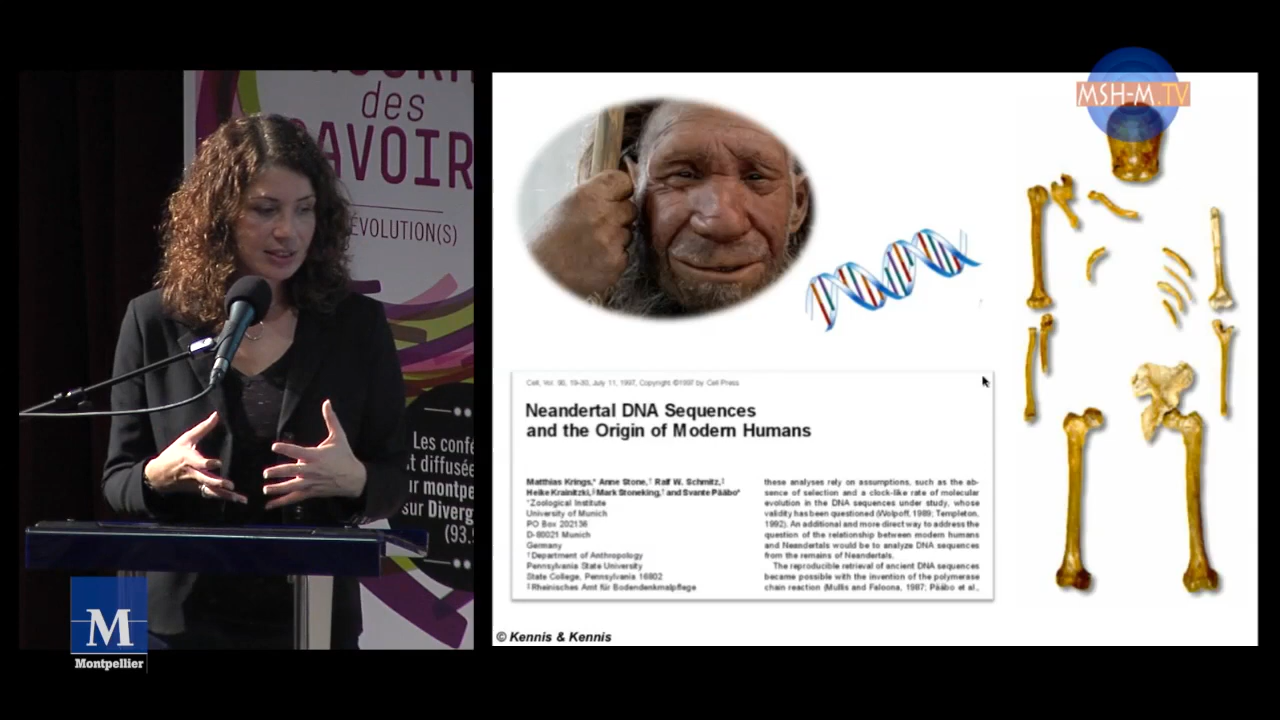 des
SAVOIR
ÉVOLUTION(S)
Les confé
t diffusée
ur montpe
sur Diverg
(93.9
M
Montpellier
MSH-M.TV
Cell, Vol. 90, 19–30, July 11, 1997, Copyright ©1997 by Cell Press
Neandertal DNA Sequences
and the Origin of Modern Humans
Matthias Krings,* Anne Stone,† Ralf W. Schmitz,‡
Heike Krainitzki,§ Mark Stoneking,† and Svante Pääbo*
*Zoological Institute
University of Munich
PO Box 202136
D-80021 Munich
Germany
†Department of Anthropology
Pennsylvania State University
State College, Pennsylvania 16802
‡Rheinisches Amt für Bodendenkmalpflege
these analyses rely on assumptions, such as the ab-
sence of selection and a clock-like rate of molecular
evolution in the DNA sequences under study, whose
validity has been questioned (Wolpoff, 1989; Templeton,
1992). An additional and more direct way to address the
question of the relationship between modern humans
and Neandertals would be to analyze DNA sequences
from the remains of Neandertals.
The reproducible retrieval of ancient DNA sequences
became possible with the invention of the polymerase
chain reaction (Mullis and Faloona, 1987; Pääbo et al.,
© Kennis & Kennis